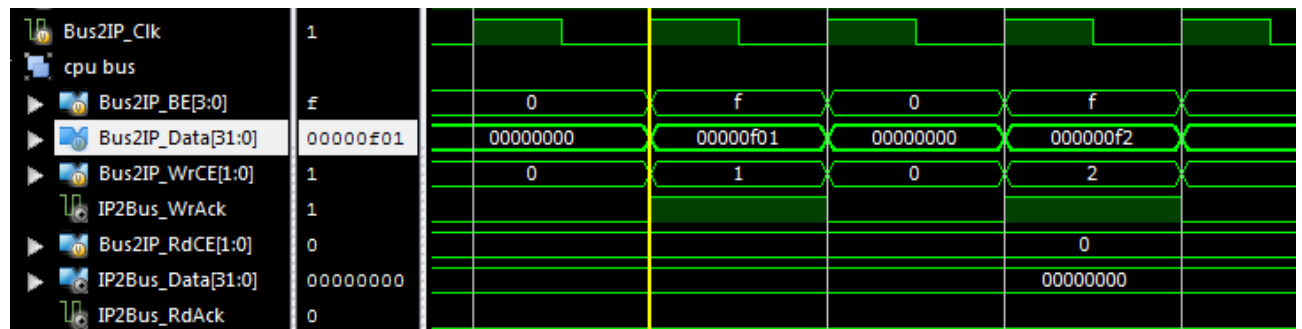 Bus2IP_Clk 1
cpu bus
Bus2IP_BE[3:0] f 0 f 0 f
Bus2IP_Data[31:0] 00000f01 00000000 00000f01 00000000 000000f2
Bus2IP_WrCE[1:0] 1 0 1 0 2
IP2Bus_WrAck 1
Bus2IP_RdCE[1:0] 0 0
IP2Bus_Data[31:0] 00000000 00000000
IP2Bus_RdAck 0